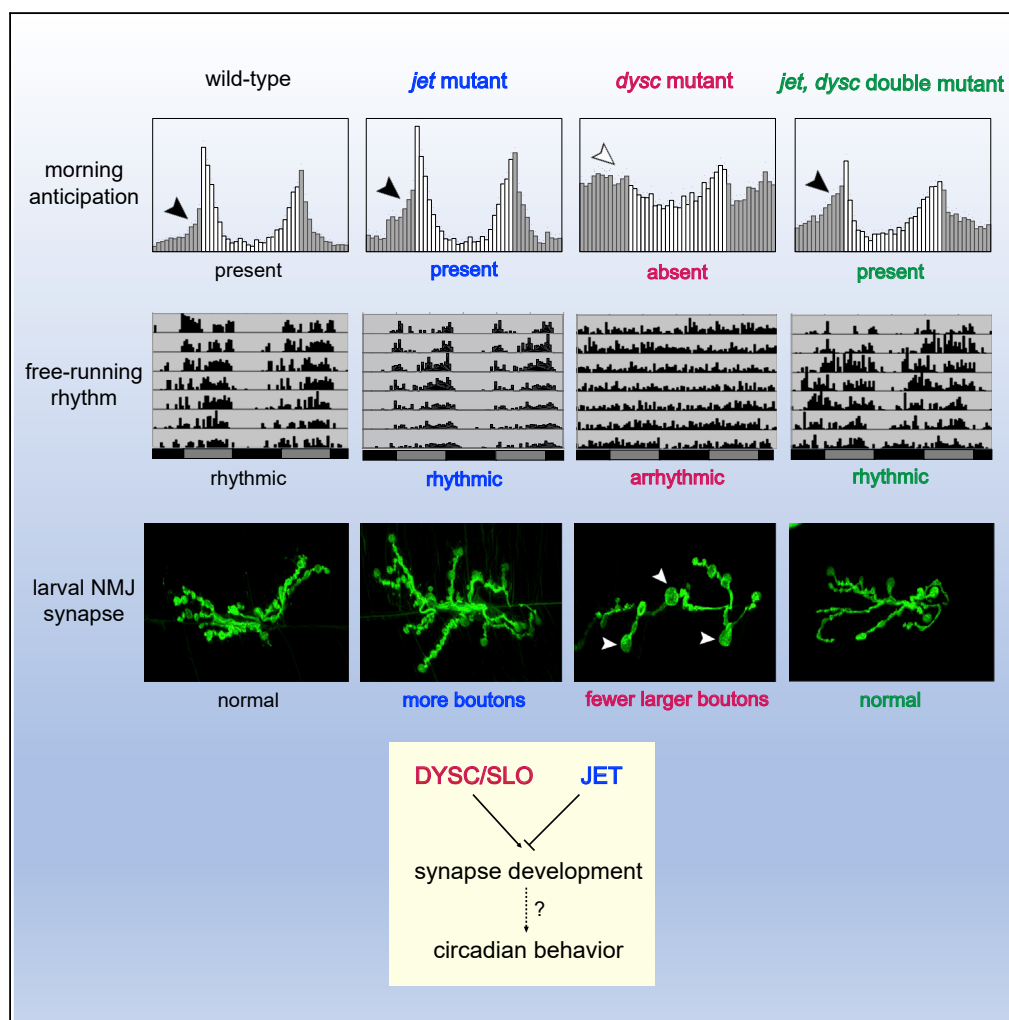 wild-type
jet mutant
dysc mutant
jet, dysc double mutant
morning
anticipation
present
present
absent
present
free-running
rhythm
rhythmic
rhythmic
arrhythmic
rhythmic
larval NMJ
synapse
normal
more boutons
fewer larger boutons
normal
DYSC/SLO
JET
synapse development
?
circadian behavior